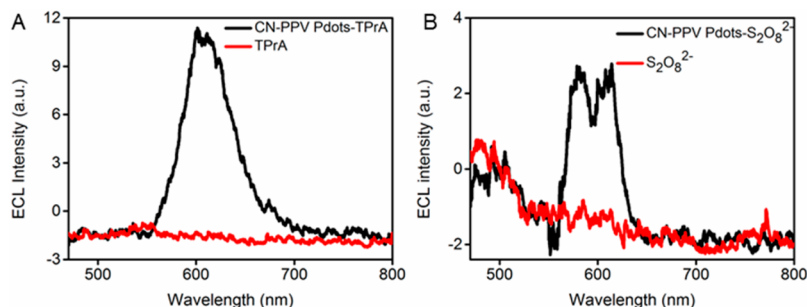 A
CN-PPV Pdots-TPrA
TPrA
ECL Intensity (a.u.)
12
9
6
3
0
-3
500
600
700
800
Wavelength (nm)
B
CN-PPV Pdots-S₂O₈²⁻
S₂O₈²⁻
ECL Intensity (a.u.)
4
2
0
-2
500
600
700
800
Wavelength (nm)